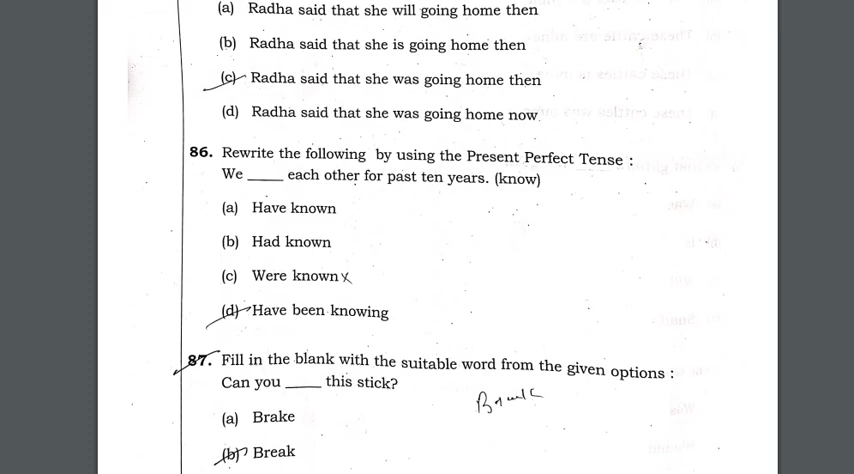 (a) Radha said that she will going home then
(b) Radha said that she is going home then
(c) Radha said that she was going home then
(d) Radha said that she was going home now
86. Rewrite the following by using the Present Perfect Tense :
We ____ each other for past ten years. (know)
(a) Have known
(b) Had known
(c) Were known x
(d) Have been knowing
87. Fill in the blank with the suitable word from the given options :
Can you ____ this stick?
(a) Brake
(b) Break